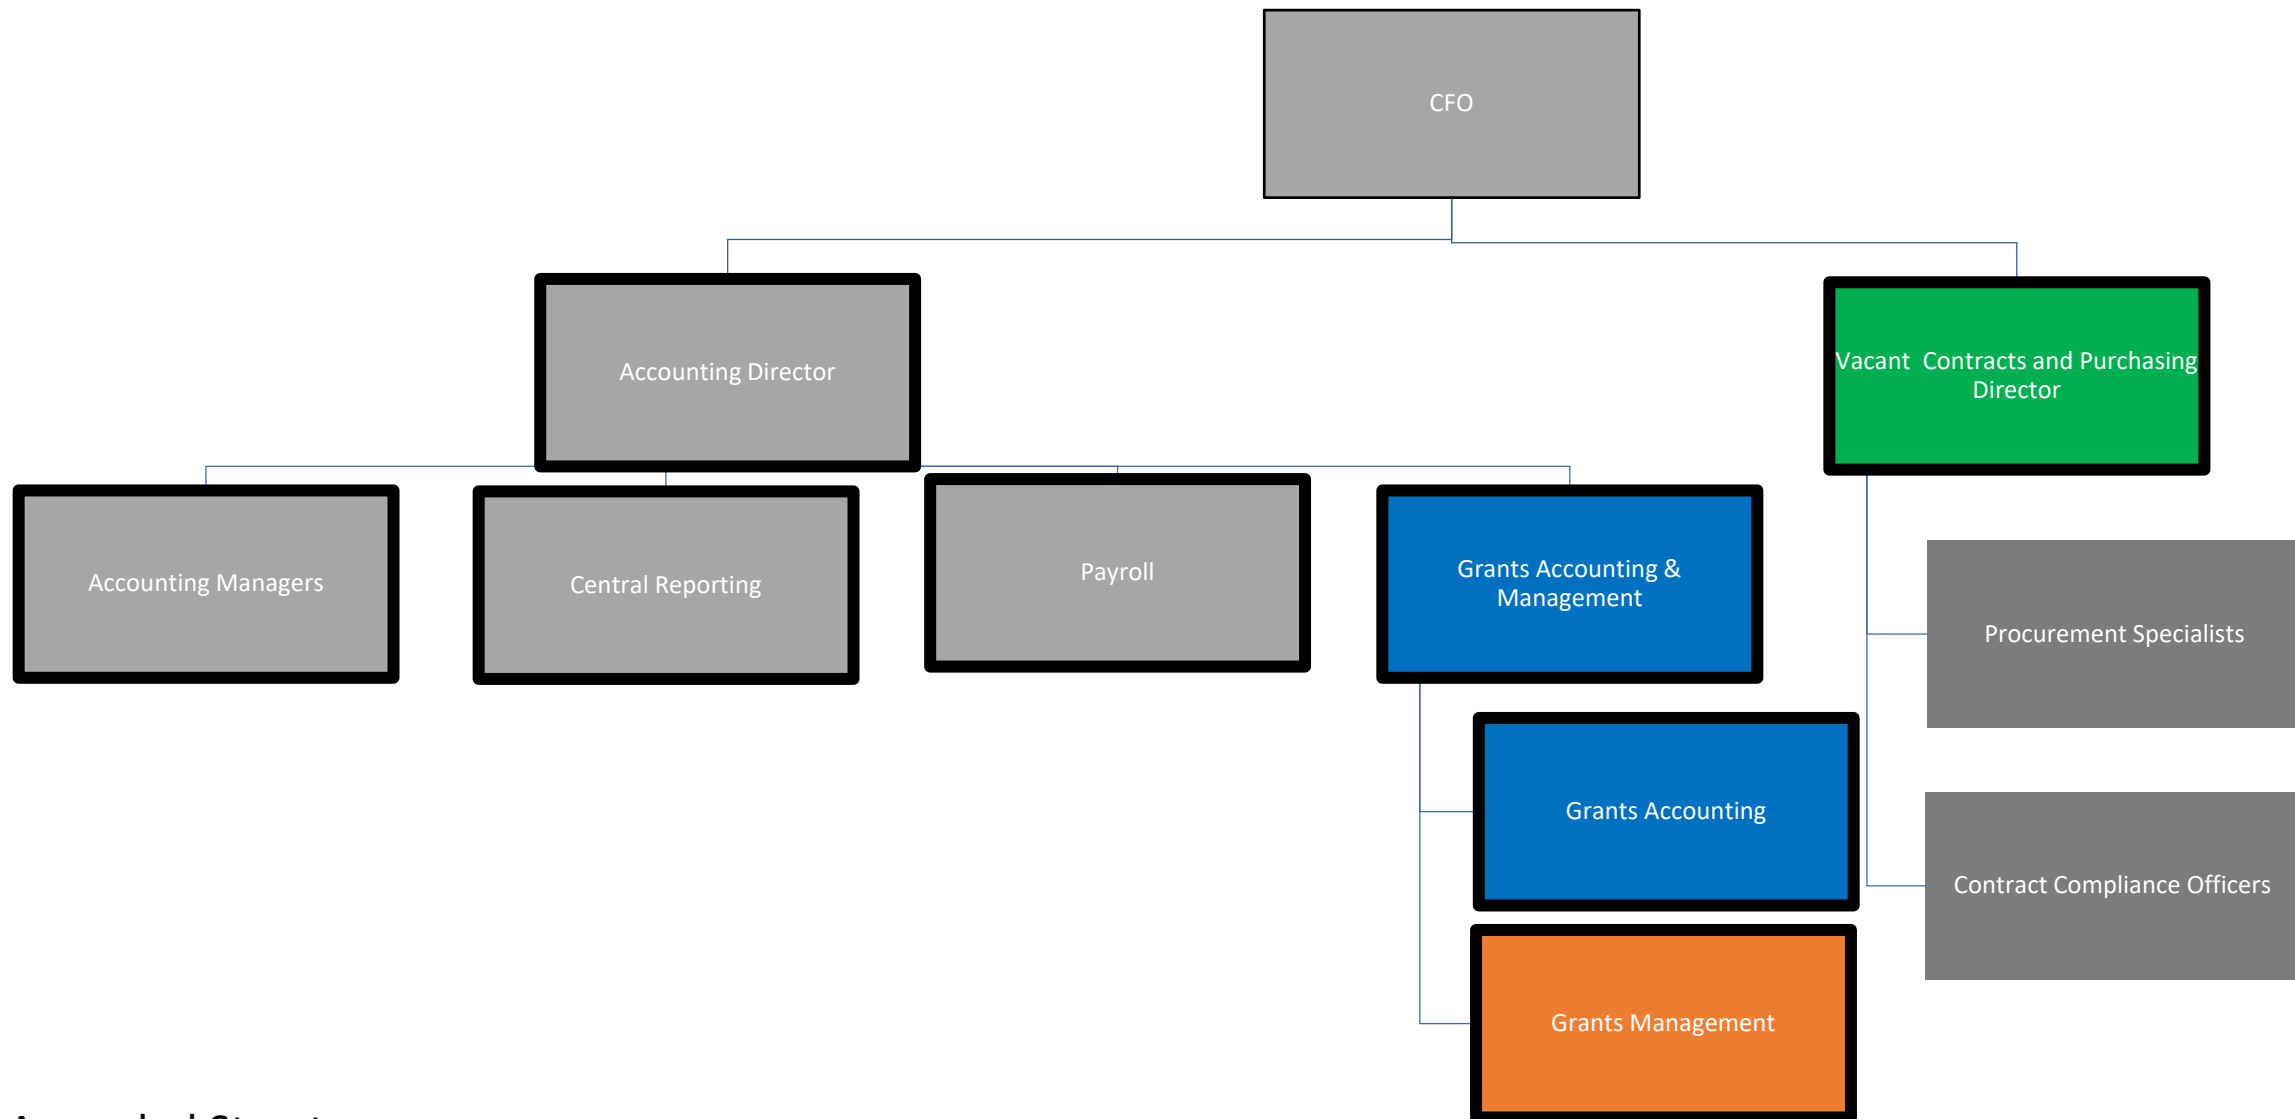 CFO
Accounting Director
Vacant  Contracts and Purchasing
Director
Accounting Managers
Central Reporting
Payroll
Grants Accounting &
Management
Procurement Specialists
Grants Accounting
Contract Compliance Officers
Grants Management